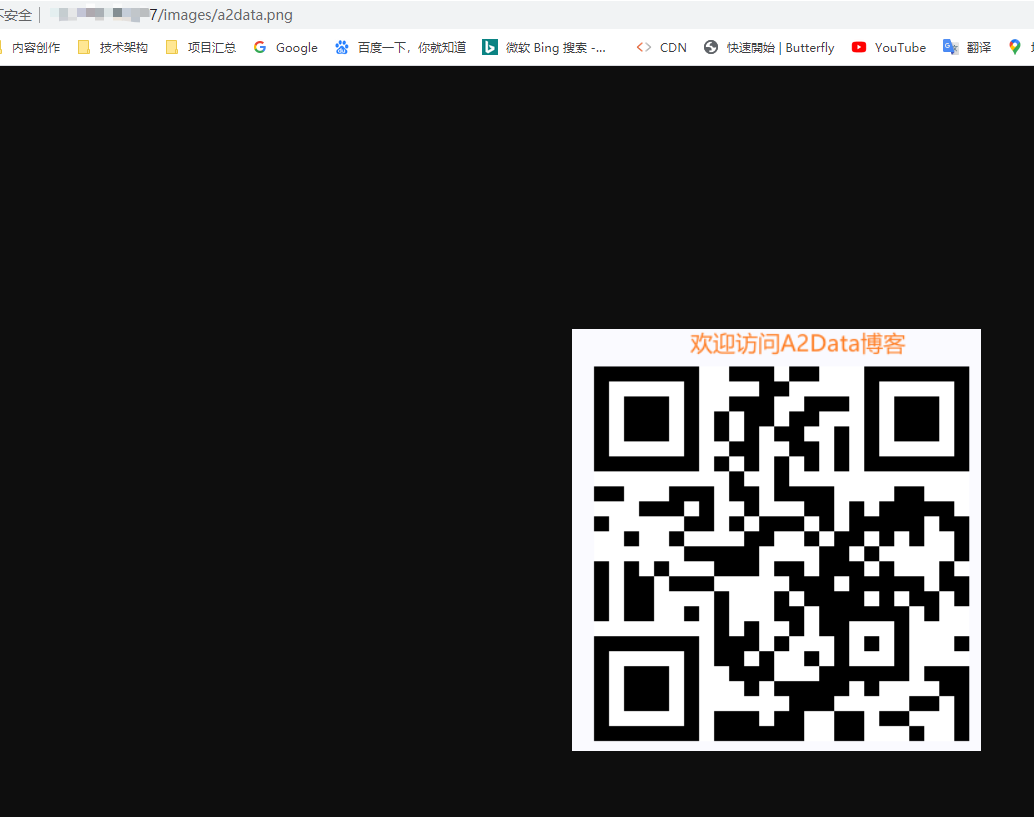 不安全 7/images/a2data.png
内容创作 技术架构 项目汇总 Google 百度一下，你就知道 微软 Bing 搜索 -... CDN 快速開始 | Butterfly YouTube 翻译
欢迎访问A2Data博客